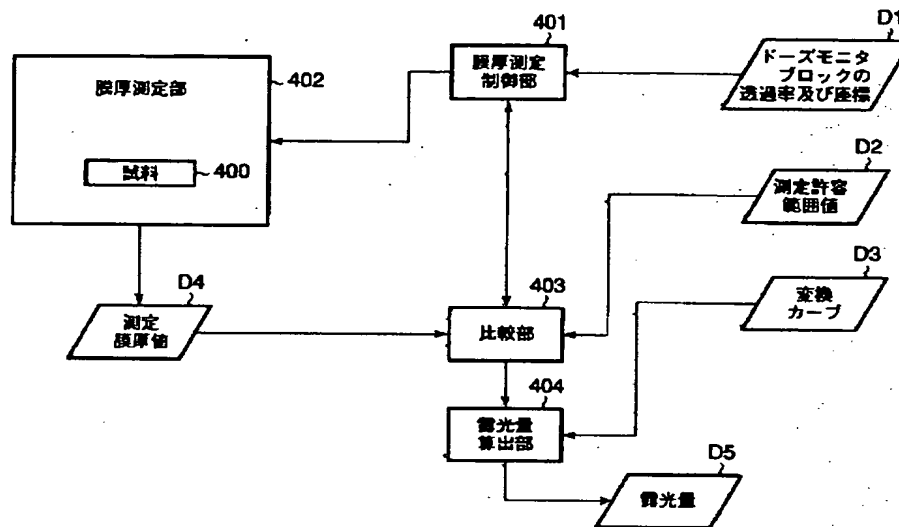 401
膜厚測定
制御部
D1
ドーズモニタ
ブロックの
透過率及び座標
402
膜厚測定部
試料
400
D2
測定許容
範囲値
D3
変換
カーブ
D4
測定
膜厚値
403
比較部
404
露光量
算出部
D5
露光量